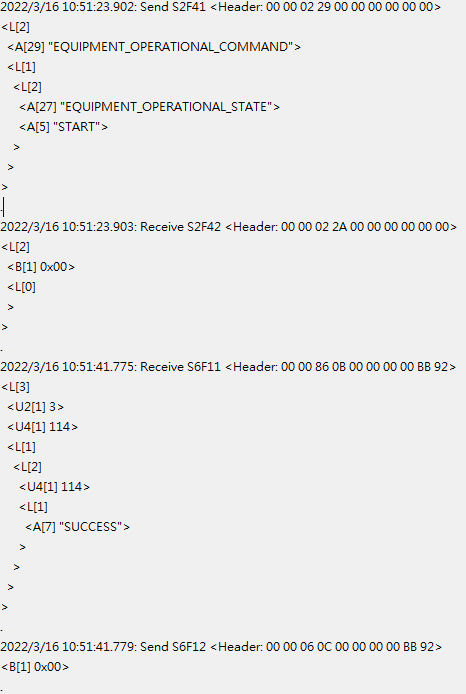 2022/3/16 10:51:23.902: Send S2F41 <Header: 00 00 02 29 00 00 00 00 00 00>
<L[2]
<A[29] "EQUIPMENT_OPERATIONAL_COMMAND">
<L[1]
<L[2]
<A[27] "EQUIPMENT_OPERATIONAL_STATE">
<A[5] "START">
>
>
>
.
2022/3/16 10:51:23.903: Receive S2F42 <Header: 00 00 02 2A 00 00 00 00 00 00>
<L[2]
<B[1] 0x00>
<L[0]
>
>
.
2022/3/16 10:51:41.775: Receive S6F11 <Header: 00 00 86 0B 00 00 00 00 BB 92>
<L[3]
<U2[1] 3>
<U4[1] 114>
<L[1]
<L[2]
<U4[1] 114>
<L[1]
<A[7] "SUCCESS">
>
>
>
>
.
2022/3/16 10:51:41.779: Send S6F12 <Header: 00 00 06 0C 00 00 00 00 BB 92>
<B[1] 0x00>
.